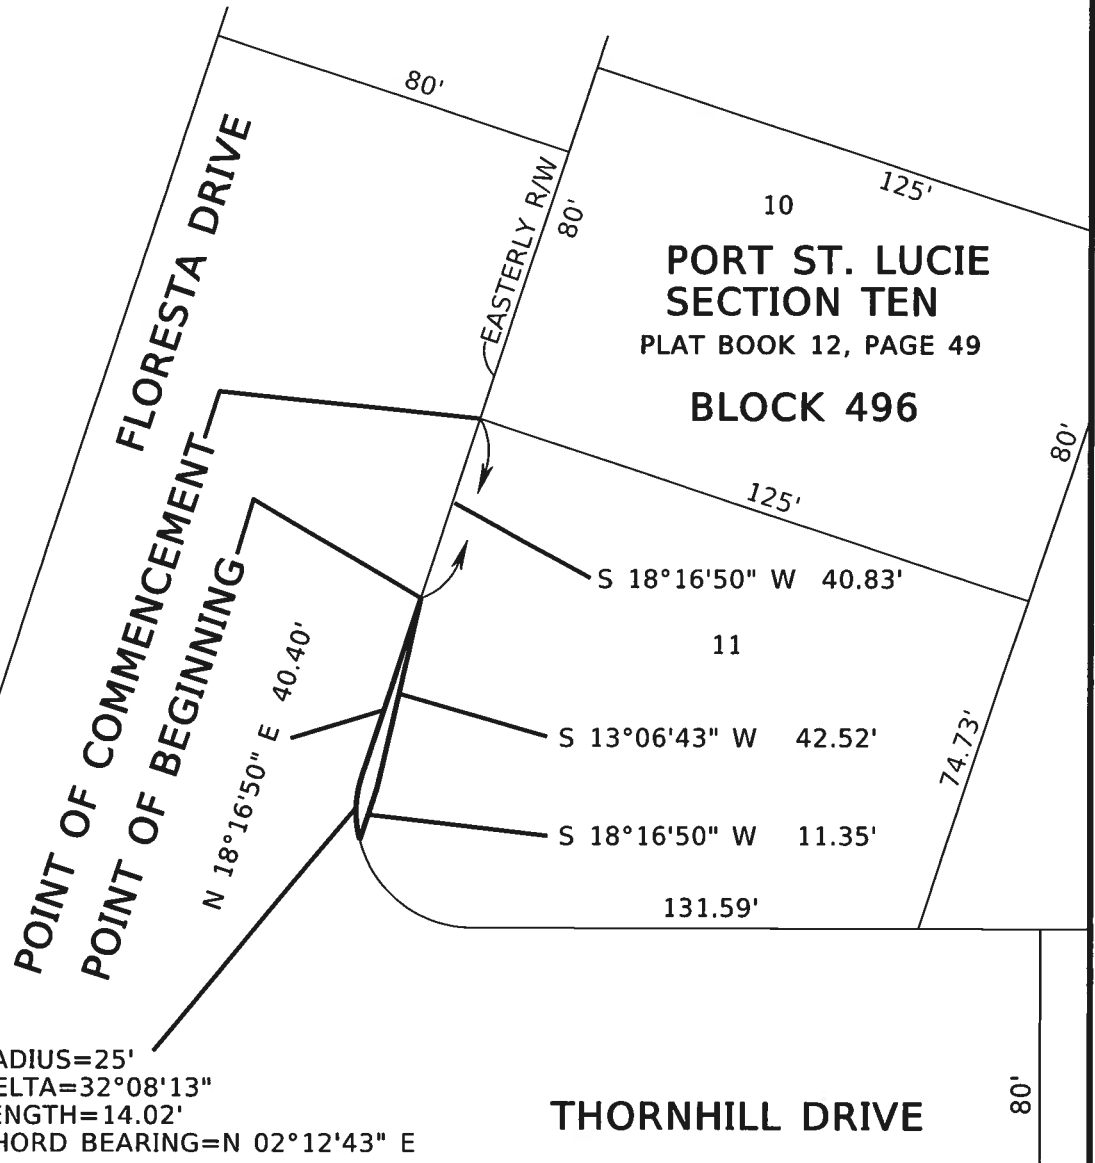 80'
FLORESTA DRIVE
EASTERLY R/W
80'
125'
10
PORT ST. LUCIE
SECTION TEN
PLAT BOOK 12, PAGE 49
BLOCK 496
80'
125'
POINT OF COMMENCEMENT
POINT OF BEGINNING
S 18°16'50" W 40.83'
11
N 18°16'50" E 40.40'
S 13°06'43" W 42.52'
74.73'
S 18°16'50" W 11.35'
131.59'
ADIUS=25'
ELTA=32°08'13"
ENGTH=14.02'
HORD BEARING=N 02°12'43" E
THORNHILL DRIVE
80'